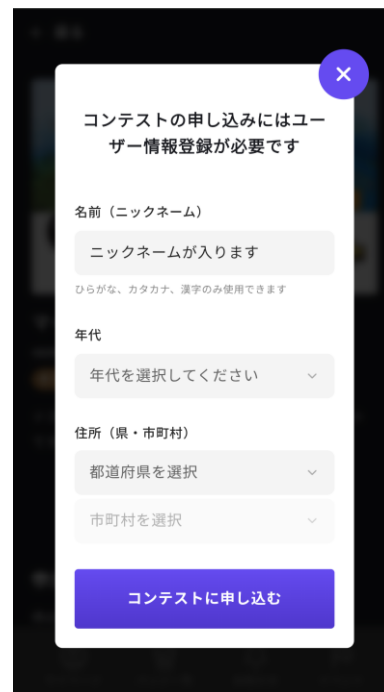 コンテストの申し込みにはユー
ザー情報登録が必要です
名前（ニックネーム）
ニックネームが入ります
ひらがな、カタカナ、漢字のみ使用できます
年代
年代を選択してください
住所（県・市町村）
都道府県を選択
市町村を選択
コンテストに申し込む